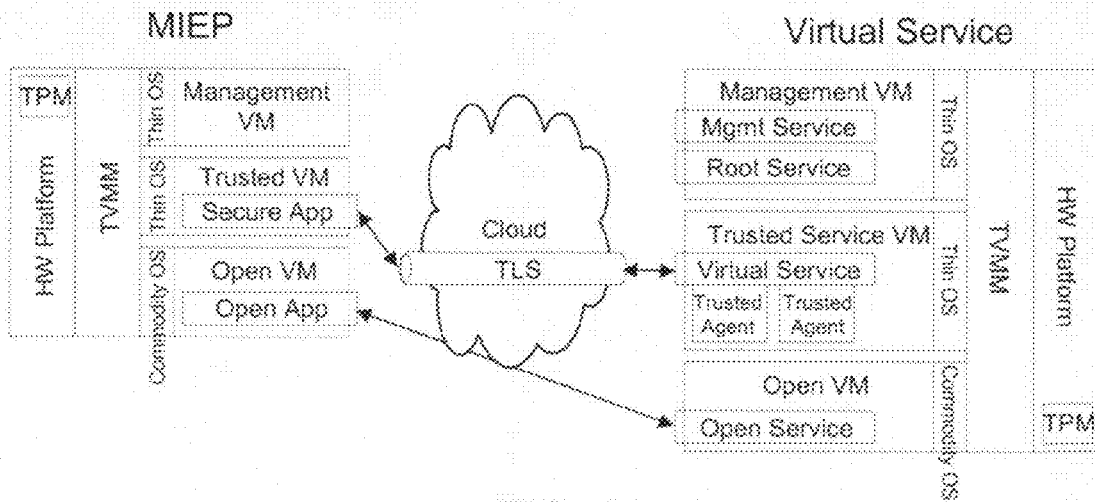 MIEP
TPM
HW Platform
TVMM
Thin OS
Management
VM
Thin OS
Trusted VM
Secure App
Commodity OS
Open VM
Open App
Cloud
TLS
Virtual Service
Management VM
Mgmt Service
Root Service
Thin OS
Trusted Service VM
Virtual Service
Trusted
Agent
Trusted
Agent
Thin OS
Open VM
Open Service
Commodity OS
TVMM
HW Platform
TPM